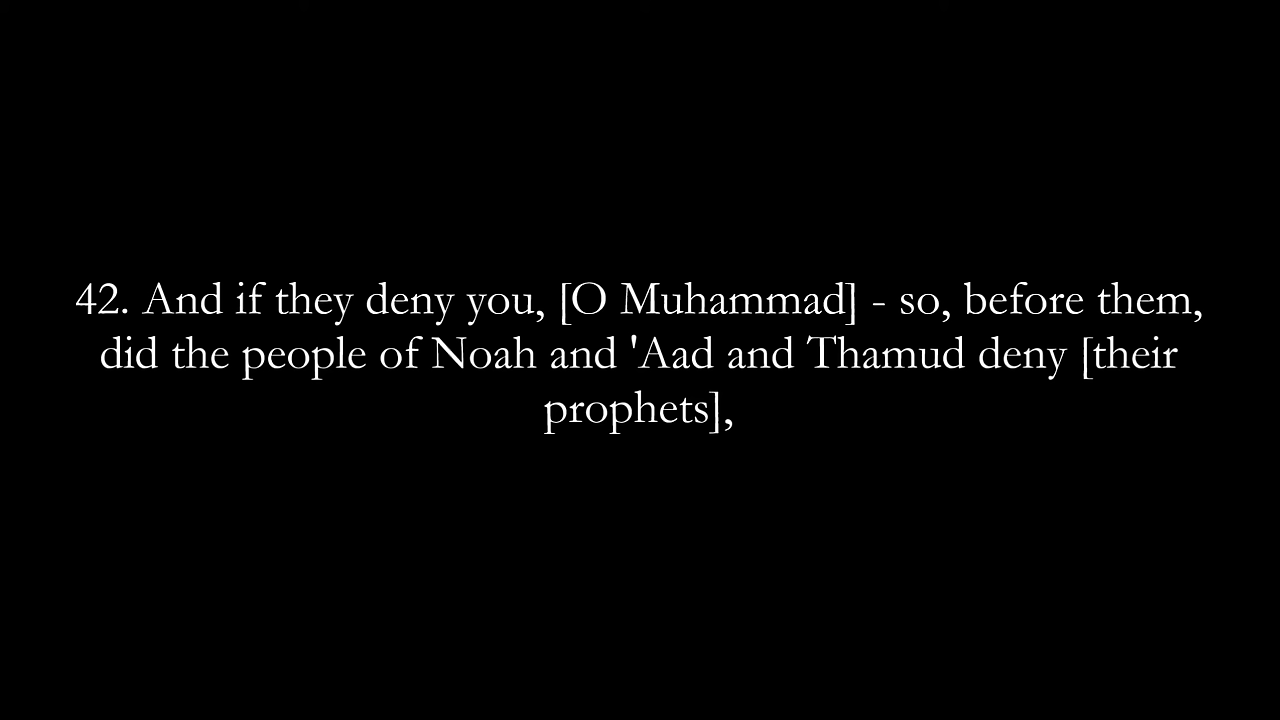 42. And if they deny you, [O Muhammad] - so, before them,
did the people of Noah and 'Aad and Thamud deny [their
prophets],